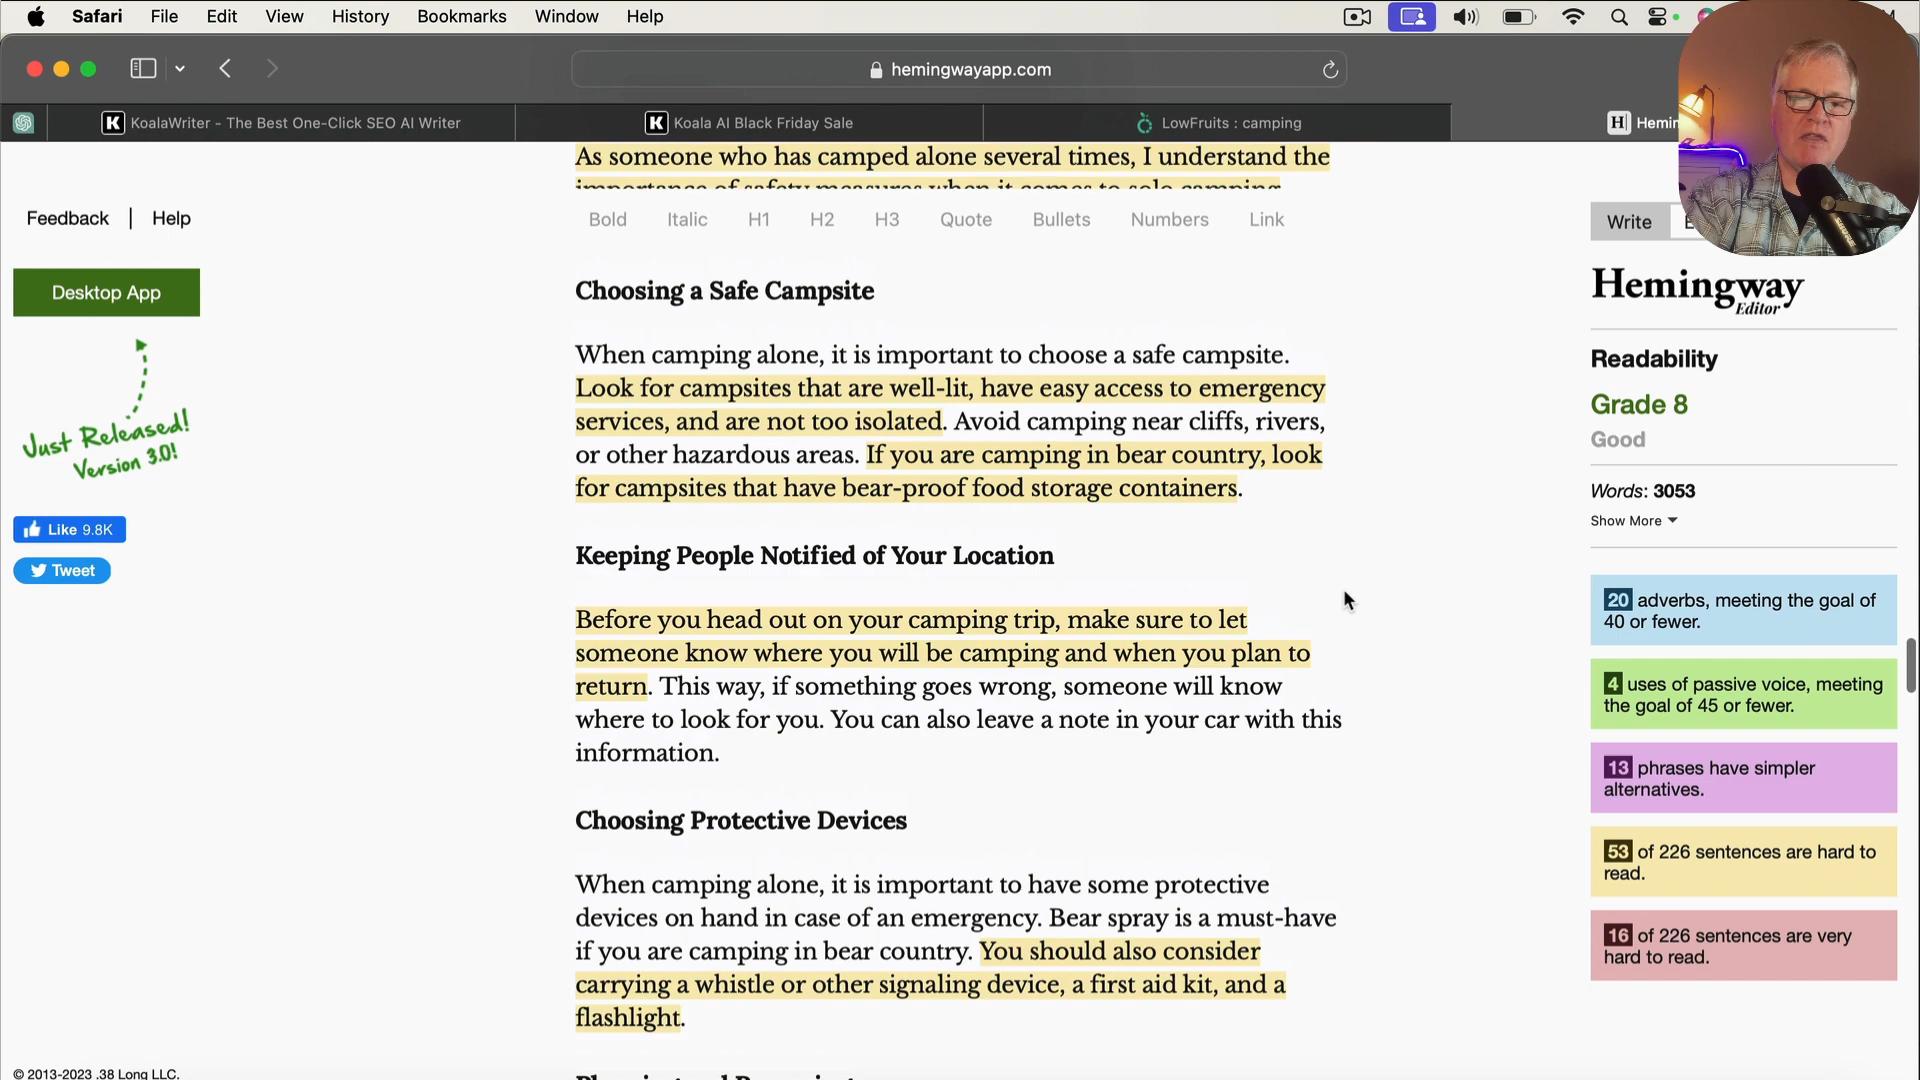 Safari File Edit View History Bookmarks Window Help
hemingwayapp.com
KoalaWriter - The Best One-Click SEO AI Writer
Koala AI Black Friday Sale
LowFruits : camping
As someone who has camped alone several times, I understand the
importance of safety measures when it comes to solo camping
Feedback | Help
Bold Italic H1 H2 H3 Quote Bullets Numbers Link
Write
Desktop App
Just Released!
Version 3.0!
Like 9.8K
Tweet
Choosing a Safe Campsite
When camping alone, it is important to choose a safe campsite.
Look for campsites that are well-lit, have easy access to emergency
services, and are not too isolated. Avoid camping near cliffs, rivers,
or other hazardous areas. If you are camping in bear country, look
for campsites that have bear-proof food storage containers.
Keeping People Notified of Your Location
Before you head out on your camping trip, make sure to let
someone know where you will be camping and when you plan to
return. This way, if something goes wrong, someone will know
where to look for you. You can also leave a note in your car with this
information.
Choosing Protective Devices
When camping alone, it is important to have some protective
devices on hand in case of an emergency. Bear spray is a must-have
if you are camping in bear country. You should also consider
carrying a whistle or other signaling device, a first aid kit, and a
flashlight.
Hemingway
Editor
Readability
Grade 8
Good
Words: 3053
Show More
20 adverbs, meeting the goal of
40 or fewer.
4 uses of passive voice, meeting
the goal of 45 or fewer.
13 phrases have simpler
alternatives.
53 of 226 sentences are hard to
read.
16 of 226 sentences are very
hard to read.
© 2013-2023 .38 Long LLC.